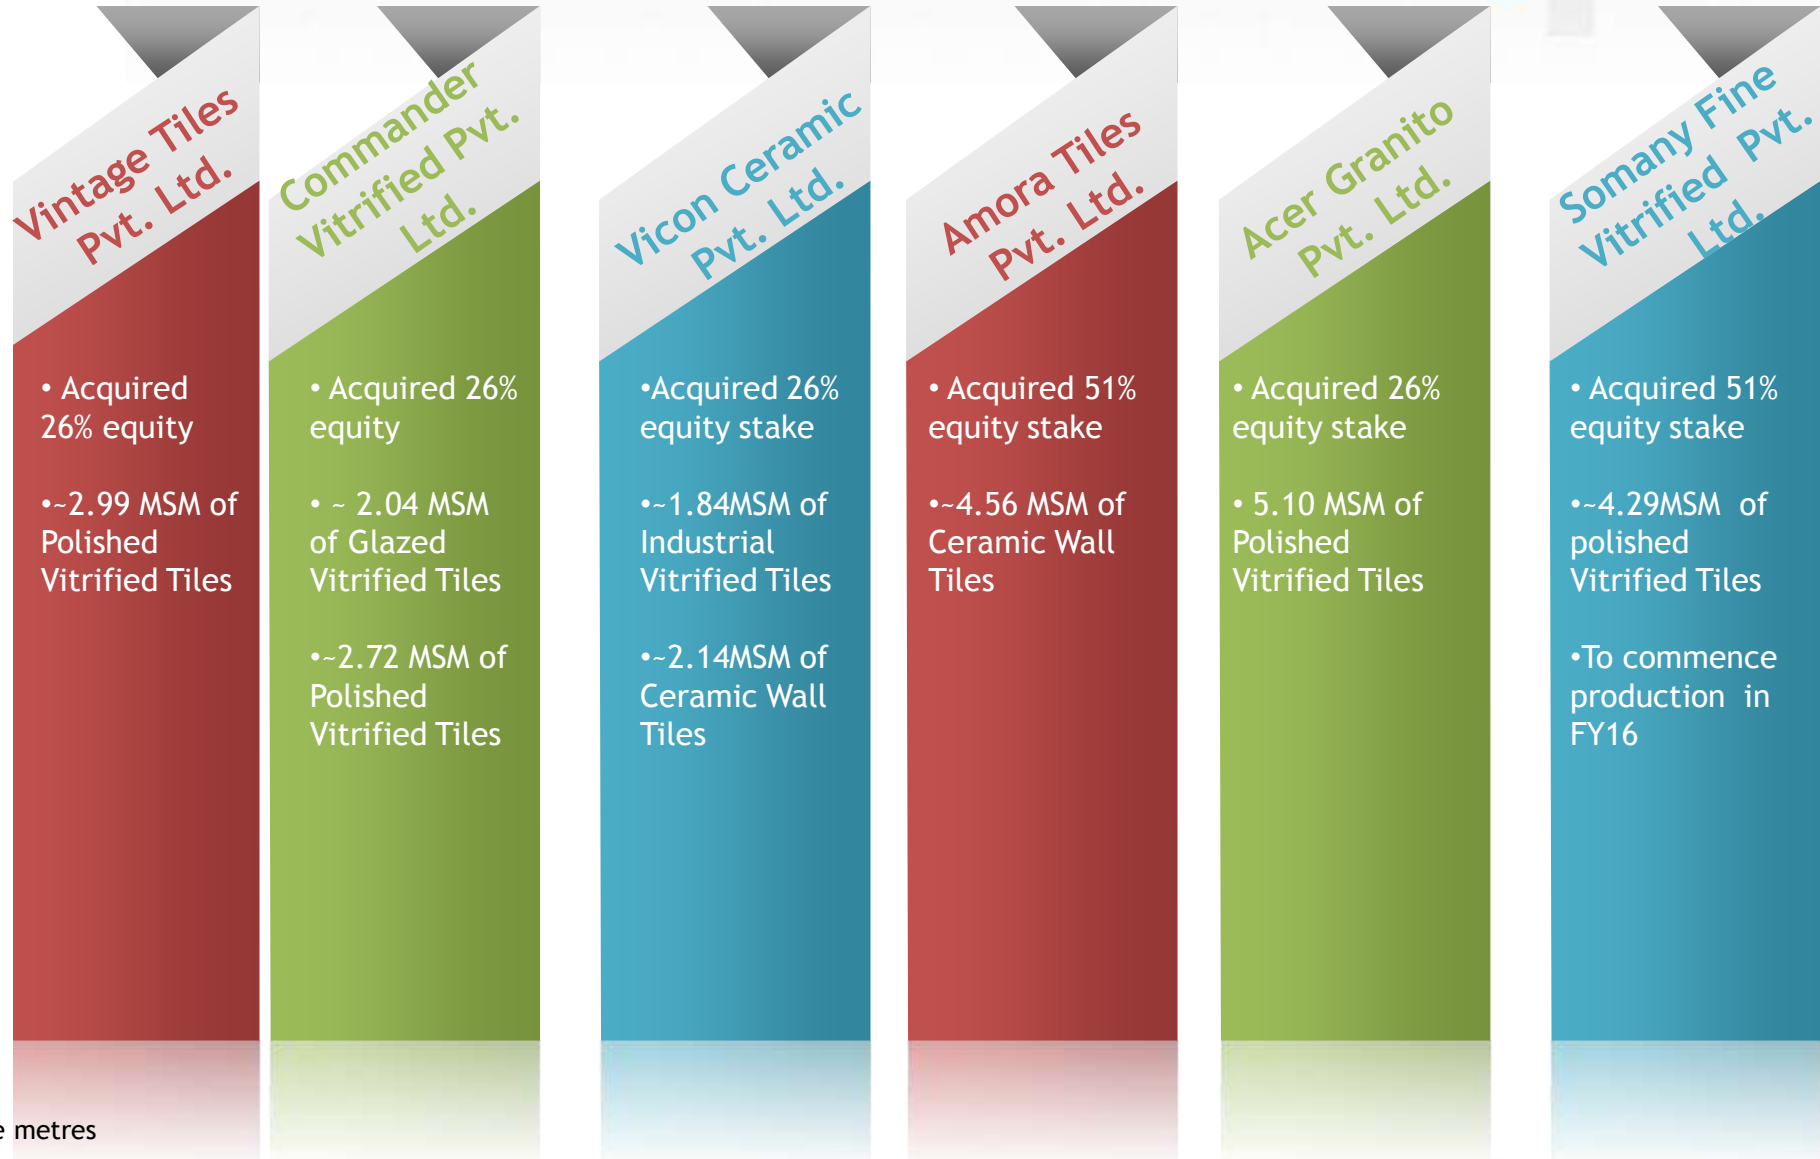 Vintage Tiles
Pvt. Ltd.
• Acquired
26% equity
•~2.99 MSM of
Polished
Vitrified Tiles
Commander
Vitrified Pvt.
Ltd.
• Acquired 26%
equity
• ~ 2.04 MSM
of Glazed
Vitrified Tiles
•~2.72 MSM of
Polished
Vitrified Tiles
Vicon Ceramic
Pvt. Ltd.
•Acquired 26%
equity stake
•~1.84MSM of
Industrial
Vitrified Tiles
•~2.14MSM of
Ceramic Wall
Tiles
Amora Tiles
Pvt. Ltd.
• Acquired 51%
equity stake
•~4.56 MSM of
Ceramic Wall
Tiles
Acer Granito
Pvt. Ltd.
• Acquired 26%
equity stake
• 5.10 MSM of
Polished
Vitrified Tiles
Somany Fine
Vitrified Pvt.
Ltd.
• Acquired 51%
equity stake
•~4.29MSM of
polished
Vitrified Tiles
•To commence
production in
FY16
metres